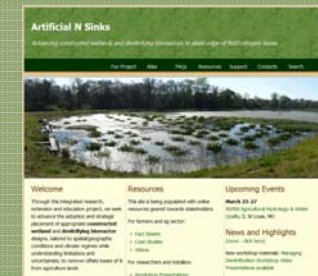 Artificial N Sinks
Advancing constructed wetlands and denitrifying bioreactors to abate edge of field nitrogen losses
Our Project Atlas FAQs Resources Support Contacts Search
Welcome
Through this integrated research,
extension and education project, we seek
to advance the adoption and strategic
placement of appropriate constructed
wetland and denitrifying bioreactor
designs, tailored to spatial/geographic
conditions and climate regimes while
understanding limitations and
uncertainties, to remove offsite losses of N
from agriculture lands
Resources
This site is being populated with online
resources geared towards stakeholders.
For farmers and ag sector:
Fact Sheets
Case Studies
Videos
For researchers and installers:
Workshop Presentations
Upcoming Events
March 25-27
Agricultural Hydrology & Water
Quality II, St Louis, MO
News and Highlights
(more - click here)
New workshop materials: Managing
Denitrification Workshop Video
Presentations available